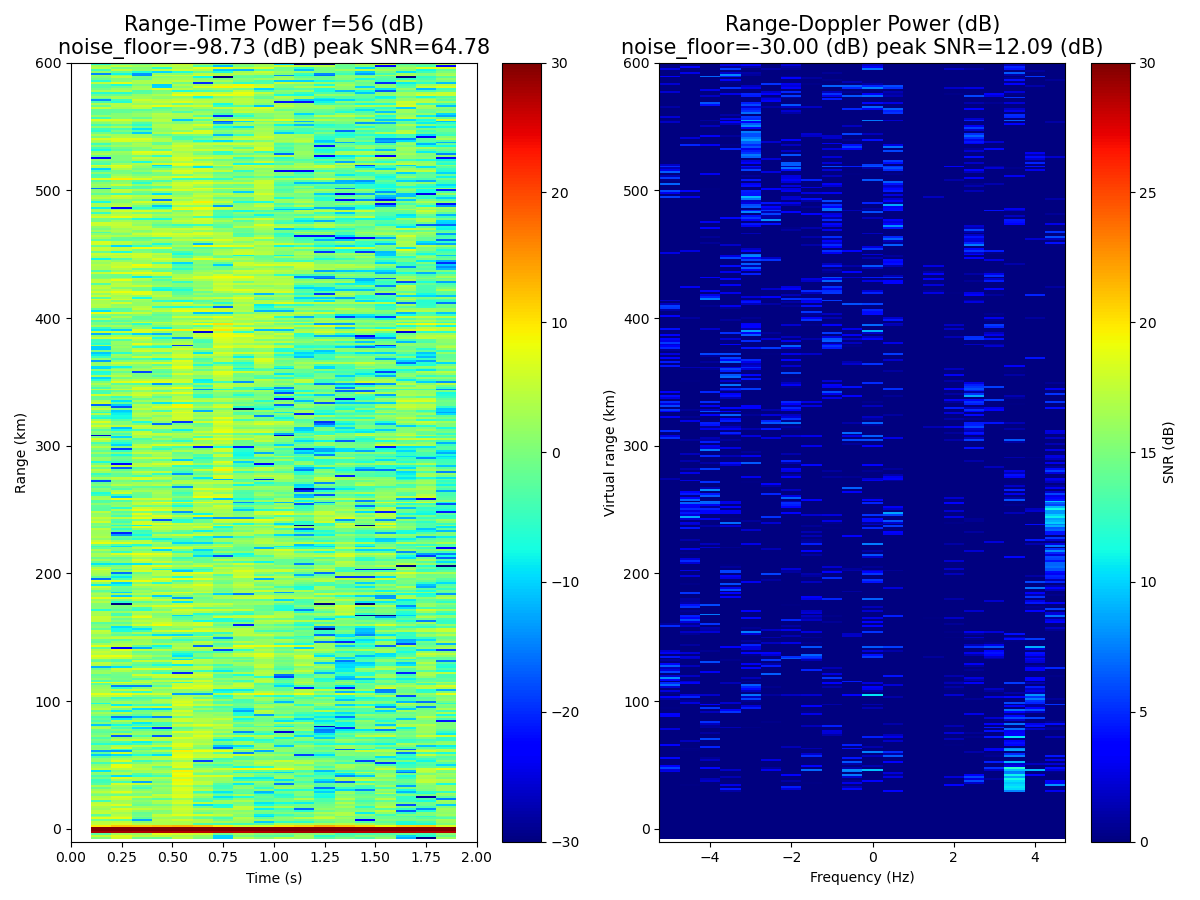 Range-Time Power f=56 (dB)
noise_floor=-98.73 (dB) peak SNR=64.78
600
500
400
300
200
100
0
Range (km)
0.00 0.25 0.50 0.75 1.00 1.25 1.50 1.75 2.00
Time (s)
30
20
10
0
−10
−20
−30
Range-Doppler Power (dB)
noise_floor=-30.00 (dB) peak SNR=12.09 (dB)
600
500
400
300
200
100
0
Virtual range (km)
−4 −2 0 2 4
Frequency (Hz)
30
25
20
15
10
5
0
SNR (dB)